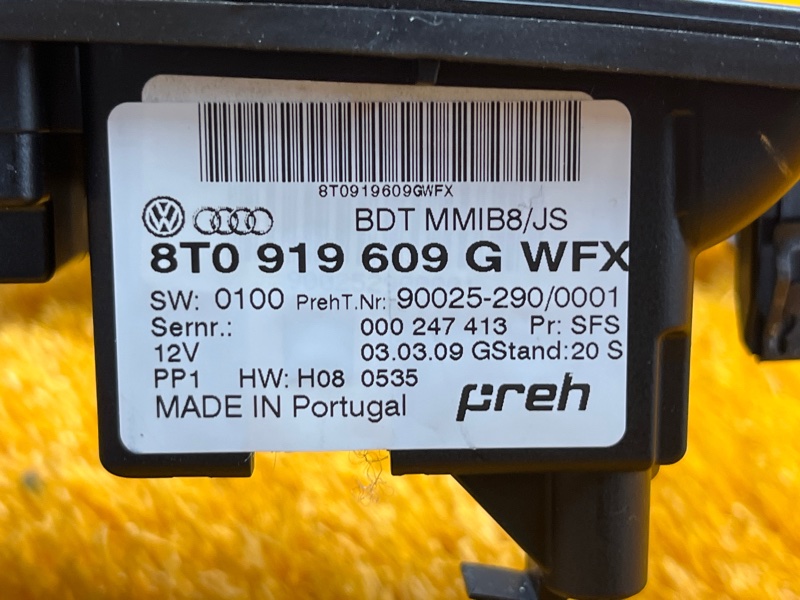 8T0919609GWFX
BDT MMIB8/JS
8T0 919 609 G WFX
SW: 0100 PrehT.Nr: 90025-290/0001
Sernr.: 000 247 413 Pr: SFS
12V 03.03.09 GStand:20 S
PP1 HW: H08 0535
MADE IN Portugal preh